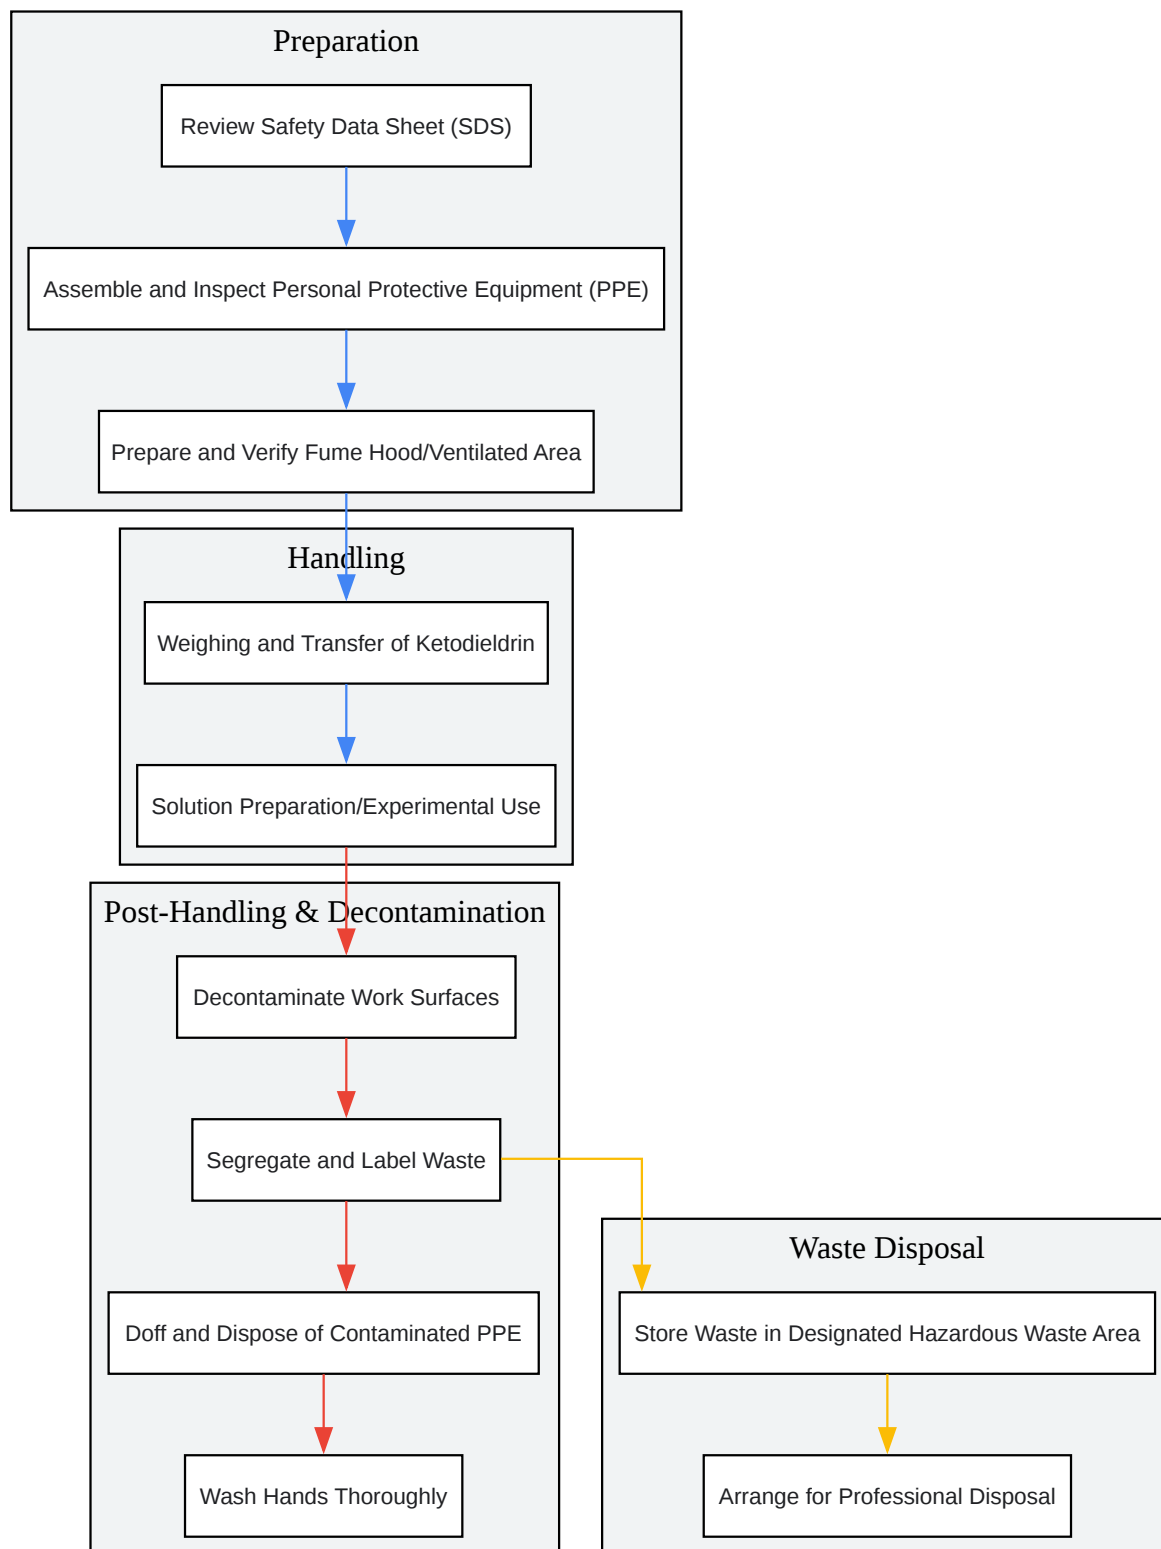 Preparation
Review Safety Data Sheet (SDS)
Assemble and Inspect Personal Protective Equipment (PPE)
Prepare and Verify Fume Hood/Ventilated Area
Handling
Weighing and Transfer of Ketodieldrin
Solution Preparation/Experimental Use
Post-Handling & Decontamination
Decontaminate Work Surfaces
Segregate and Label Waste
Doff and Dispose of Contaminated PPE
Wash Hands Thoroughly
Waste Disposal
Store Waste in Designated Hazardous Waste Area
Arrange for Professional Disposal